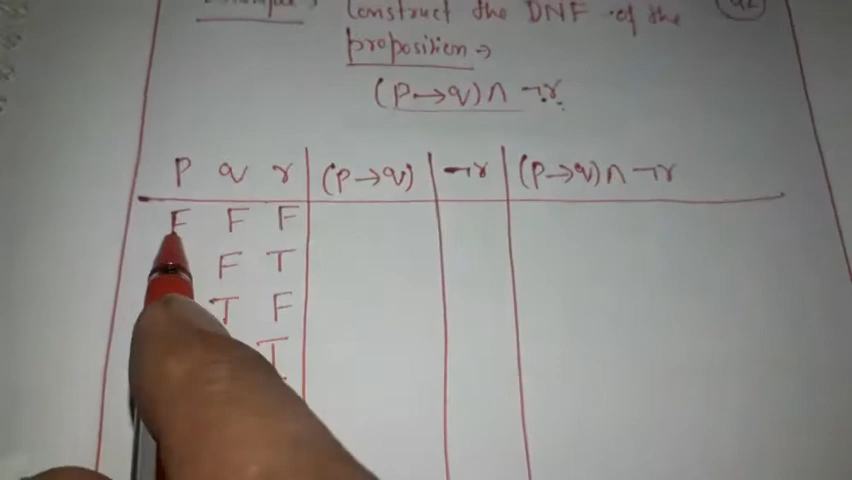 Construct the DNF of the
proposition →
(P→q)∧ ¬r
P q r (P→q) ¬r (P→q)∧ ¬r
F F F
F T
T F
T